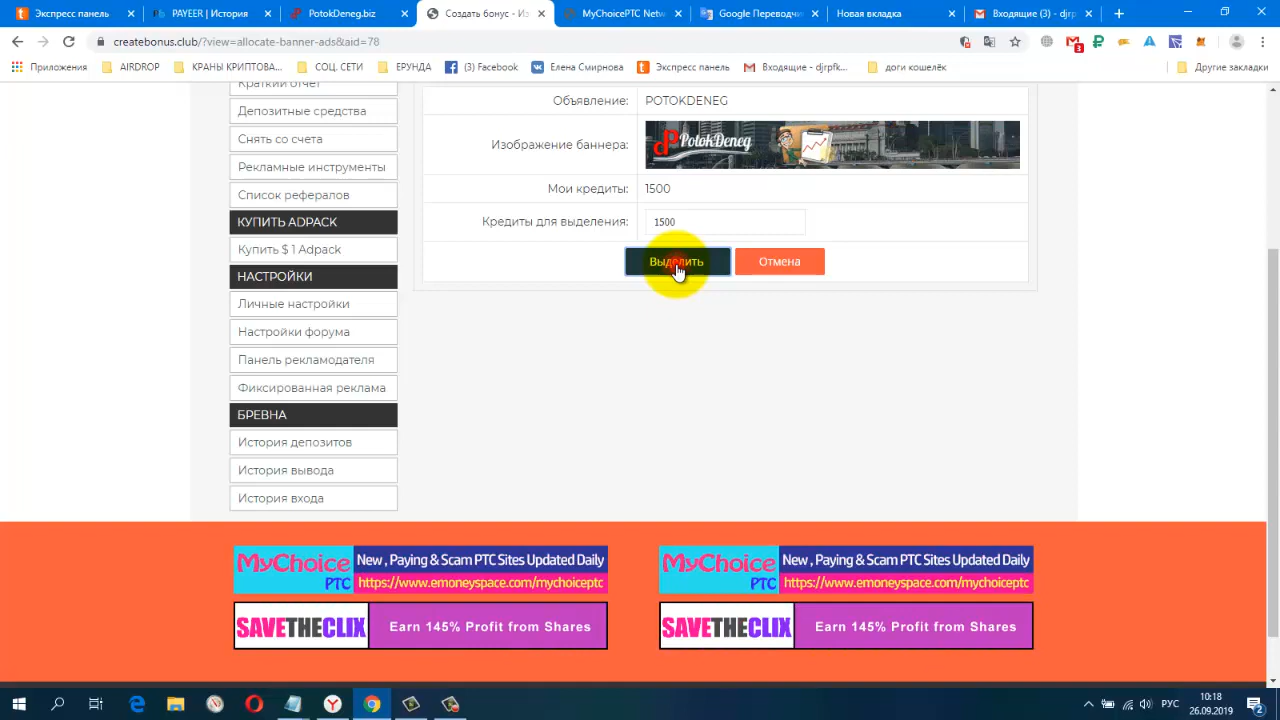 Экспресс панель
PAYEER | История
PotokDeneg.biz
Создать бонус - Из
MyChoicePTC Netw
Google Переводчи
Новая вкладка
Входящие (3) - djrp
createbonus.club/?view=allocate-banner-ads&aid=78
3
Приложения
AIRDROP
КРАНЫ КРИПТОВА...
СОЦ. СЕТИ
ЕРУНДА
(3) Facebook
Елена Смирнова
Экспресс панель
Входящие - djrpfk...
доги кошелёк
Другие закладки
Краткий отчет
Депозитные средства
Снять со счета
Рекламные инструменты
Список рефералов
КУПИТЬ ADPACK
Купить $ 1 Adpack
НАСТРОЙКИ
Личные настройки
Настройки форума
Панель рекламодателя
Фиксированная реклама
БРЕВНА
История депозитов
История вывода
История входа
Объявление: POTOKDENEG
Изображение баннера: PotokDeneg
Мои кредиты: 1500
Кредиты для выделения: 1500
Выделить Отмена
MyChoice PTC
New , Paying & Scam PTC Sites Updated Daily
https://www.emoneyspace.com/mychoiceptc
MyChoice PTC
New , Paying & Scam PTC Sites Updated Daily
https://www.emoneyspace.com/mychoiceptc
SAVETHECLIX Earn 145% Profit from Shares
SAVETHECLIX Earn 145% Profit from Shares
РУС
10:18
26.09.2019
2